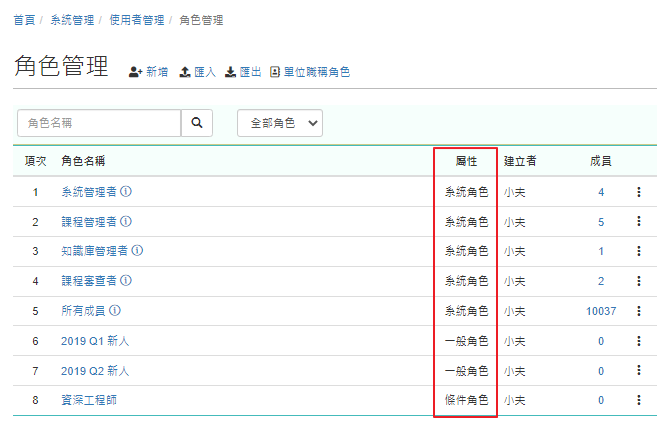 首頁 / 系統管理 / 使用者管理 / 角色管理
角色管理 新增 匯入 匯出 單位職稱角色
角色名稱 全部角色
項次 角色名稱 屬性 建立者 成員
1 系統管理者 系統角色 小夫 4
2 課程管理者 系統角色 小夫 5
3 知識庫管理者 系統角色 小夫 1
4 課程審查者 系統角色 小夫 2
5 所有成員 系統角色 小夫 10037
6 2019 Q1 新人 一般角色 小夫 0
7 2019 Q2 新人 一般角色 小夫 0
8 資深工程師 條件角色 小夫 0